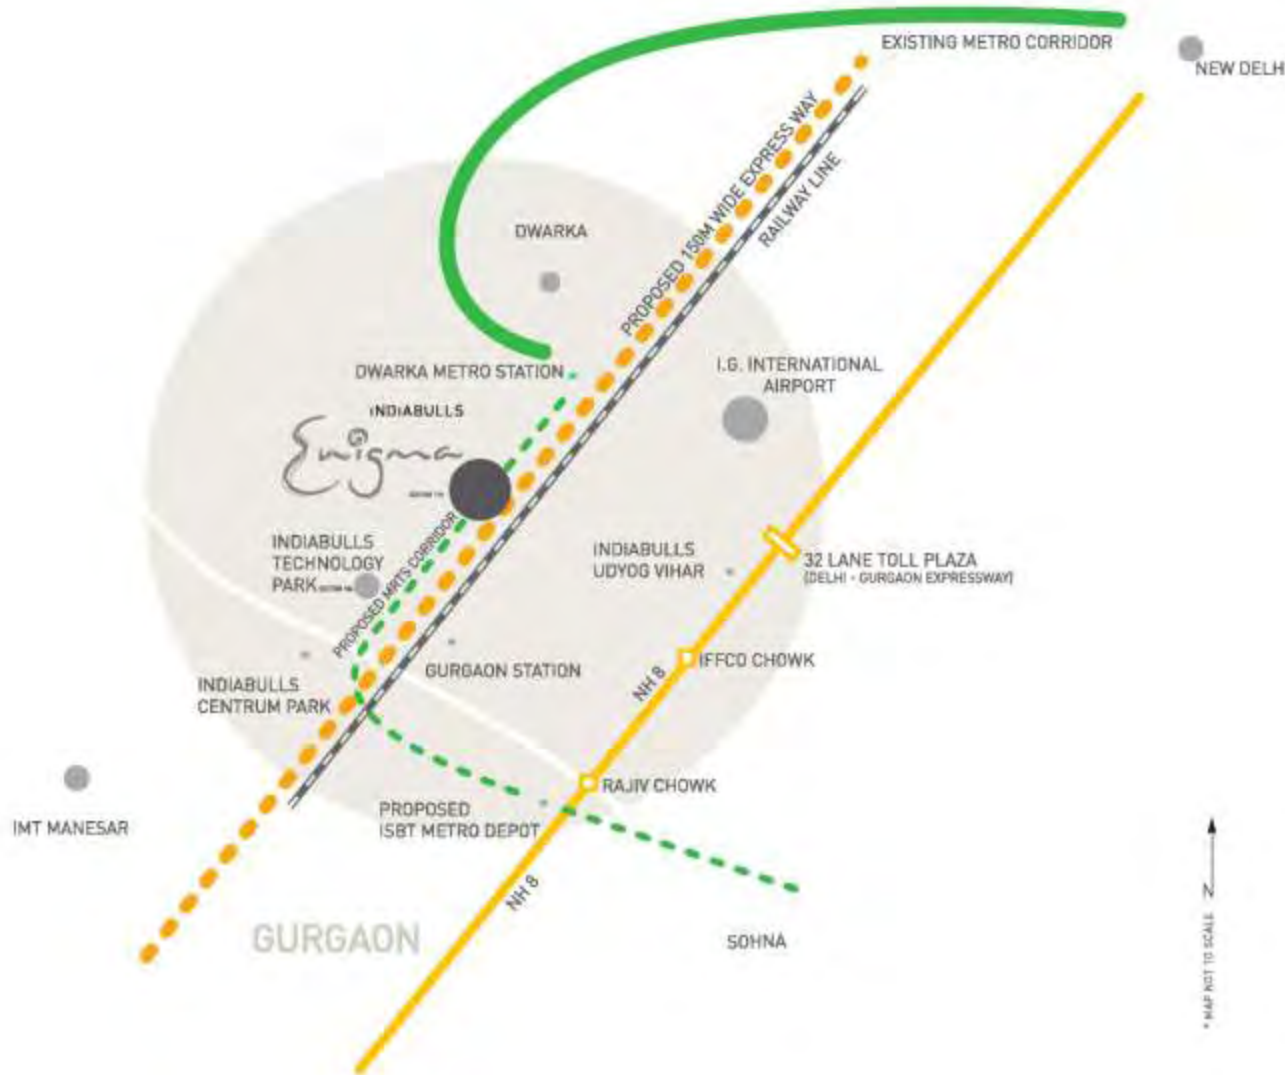 EXISTING METRO CORRIDOR
NEW DELHI
PROPOSED 150M WIDE EXPRESS WAY
RAILWAY LINE
DWARKA
DWARKA METRO STATION
I.G. INTERNATIONAL
AIRPORT
INDIABULLS
Enigma
INDIABULLS
TECHNOLOGY
PARK
PROPOSED MRTS CORRIDOR
INDIABULLS
UDYOG VIHAR
32 LANE TOLL PLAZA
(DELHI - GURGAON EXPRESSWAY)
GURGAON STATION
IFFCO CHOWK
NH 8
INDIABULLS
CENTRUM PARK
RAJIV CHOWK
IMT MANESAR
PROPOSED
ISBT METRO DEPOT
NH 8
GURGAON
SOHNA
N
* MAP NOT TO SCALE